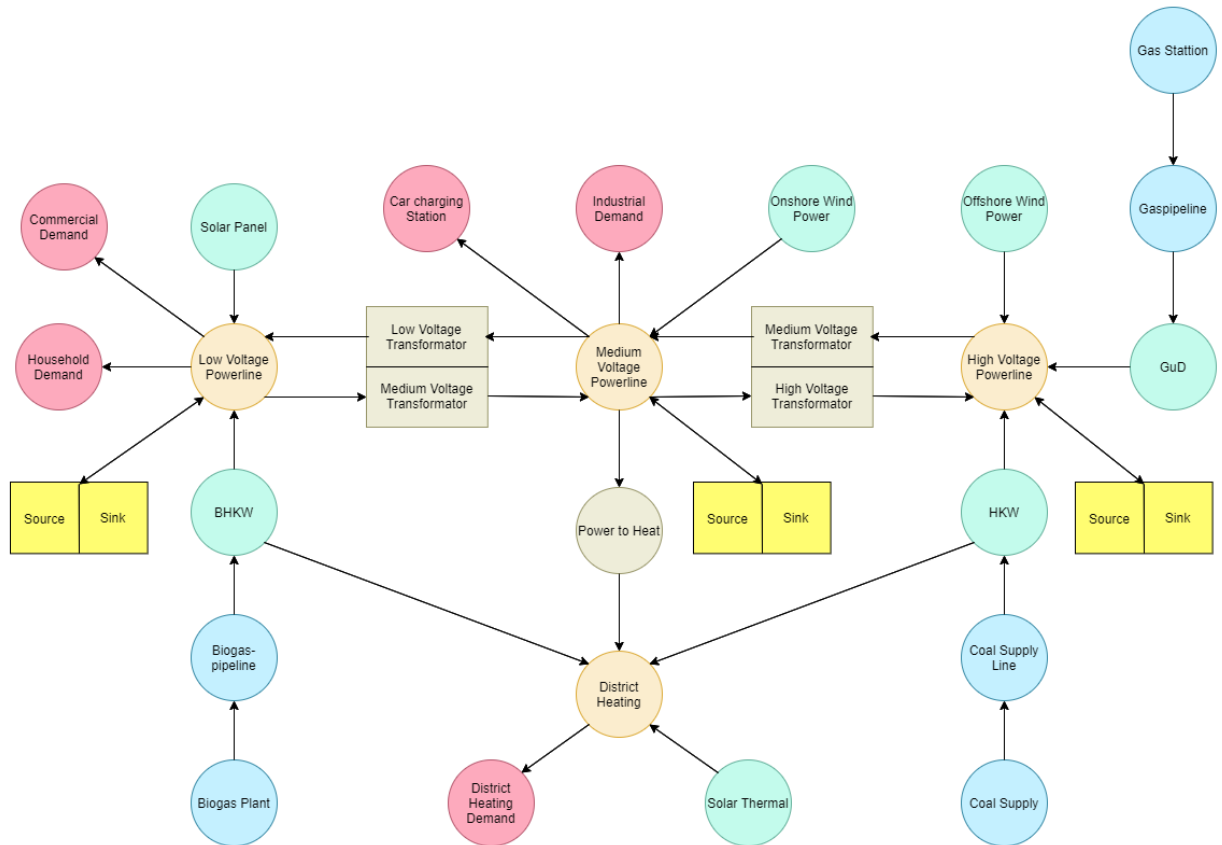 Gas Stattion
Commercial
Demand
Solar Panel
Car charging
Station
Industrial
Demand
Onshore Wind
Power
Offshore Wind
Power
Gaspipeline
Household
Demand
Low Voltage
Powerline
Low Voltage
Transformator
Medium Voltage
Transformator
Medium
Voltage
Powerline
Medium Voltage
Transformator
High Voltage
Transformator
High Voltage
Powerline
GuD
Source
Sink
BHKW
Power to Heat
Source
Sink
HKW
Source
Sink
Biogas-
pipeline
District
Heating
Coal Supply
Line
Biogas Plant
District
Heating
Demand
Solar Thermal
Coal Supply